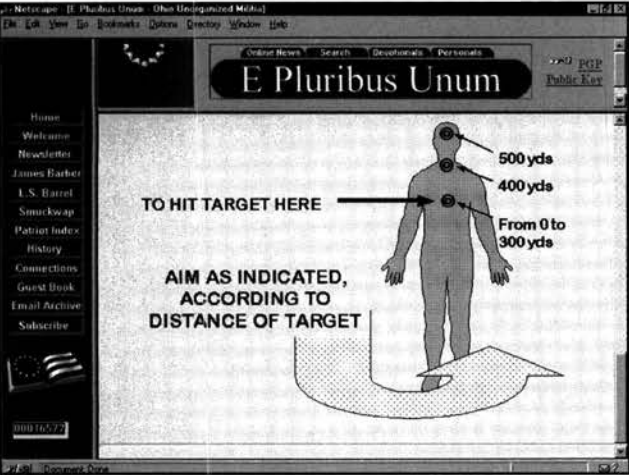 Netscape - [E Pluribus Unum - Ohio Unorganized Militia]
File Edit View Go Bookmarks Options Directory Window Help
Online News Search Devotionals Personals
E Pluribus Unum
PGP
Public Key
Home
Welcome
Newsletter
James Barber
L.S. Barrel
Smuckwap
Patriot Index
History
Connections
Guest Book
Email Archive
Subscribe
00016577
500 yds
400 yds
TO HIT TARGET HERE
From 0 to
300 yds
AIM AS INDICATED,
ACCORDING TO
DISTANCE OF TARGET
Document Done